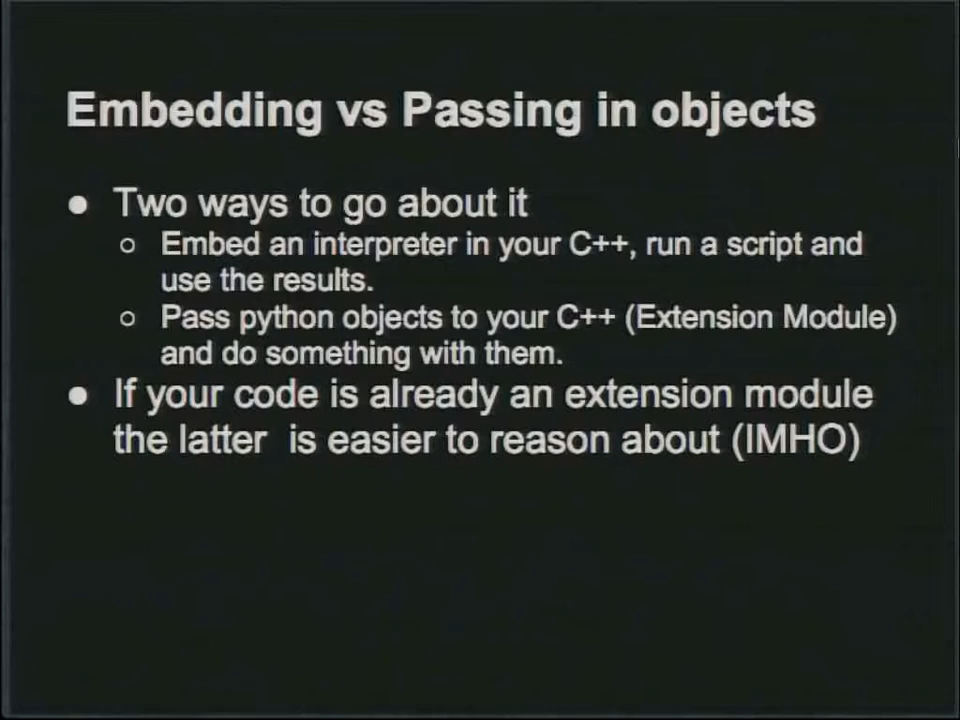 Embedding vs Passing in objects
● Two ways to go about it
○ Embed an interpreter in your C++, run a script and
use the results.
○ Pass python objects to your C++ (Extension Module)
and do something with them.
● If your code is already an extension module
the latter is easier to reason about (IMHO)